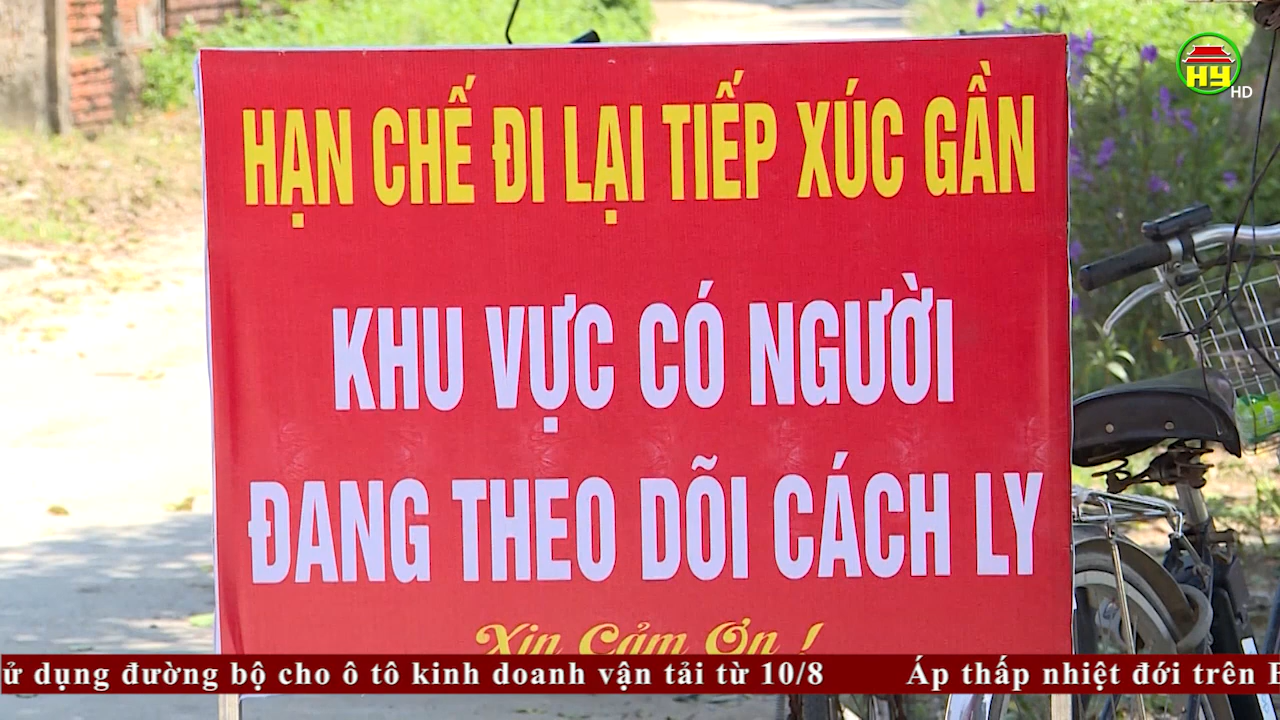 HY HD
HẠN CHẾ ĐI LẠI TIẾP XÚC GẦN
KHU VỰC CÓ NGƯỜI
ĐANG THEO DÕI CÁCH LY
Xin Cảm Ơn !
dụng đường bộ cho ô tô kinh doanh vận tải từ 10/8 Áp thấp nhiệt đới trên